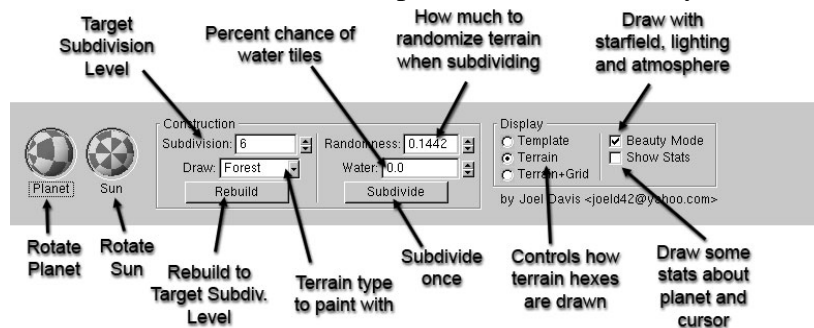 Target
Subdivision
Level
Percent chance of
water tiles
How much to
randomize terrain
when subdividing
Draw with
starfield, lighting
and atmosphere
Planet
Sun
Construction
Subdivision: 6
Draw: Forest
Rebuild
Randomness: 0.1442
Water: 0.0
Subdivide
Display
Template
Terrain
Terrain+Grid
Beauty Mode
Show Stats
by Joel Davis <joeld42@yahoo.com>
Rotate
Planet
Rotate
Sun
Rebuild to
Target Subdiv.
Level
Terrain type
to paint with
Subdivide
once
Controls how
terrain hexes
are drawn
Draw some
stats about
planet and
cursor